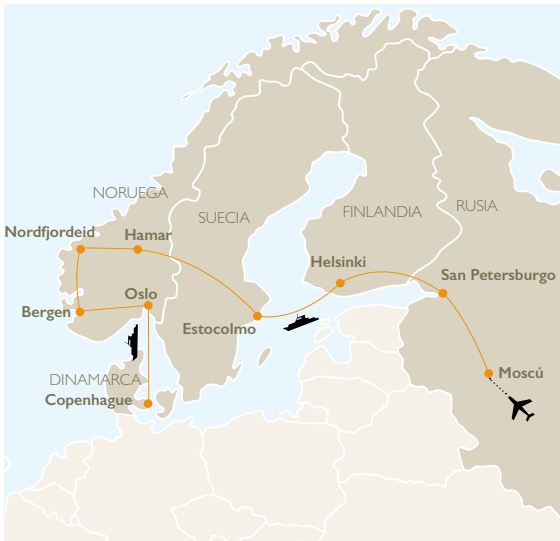 NORUEGA
SUECIA
FINLANDIA
RUSIA
Nordfjordeid
Hamar
Helsinki
San Petersburgo
Oslo
Bergen
Estocolmo
Moscú
DINAMARCA
Copenhague